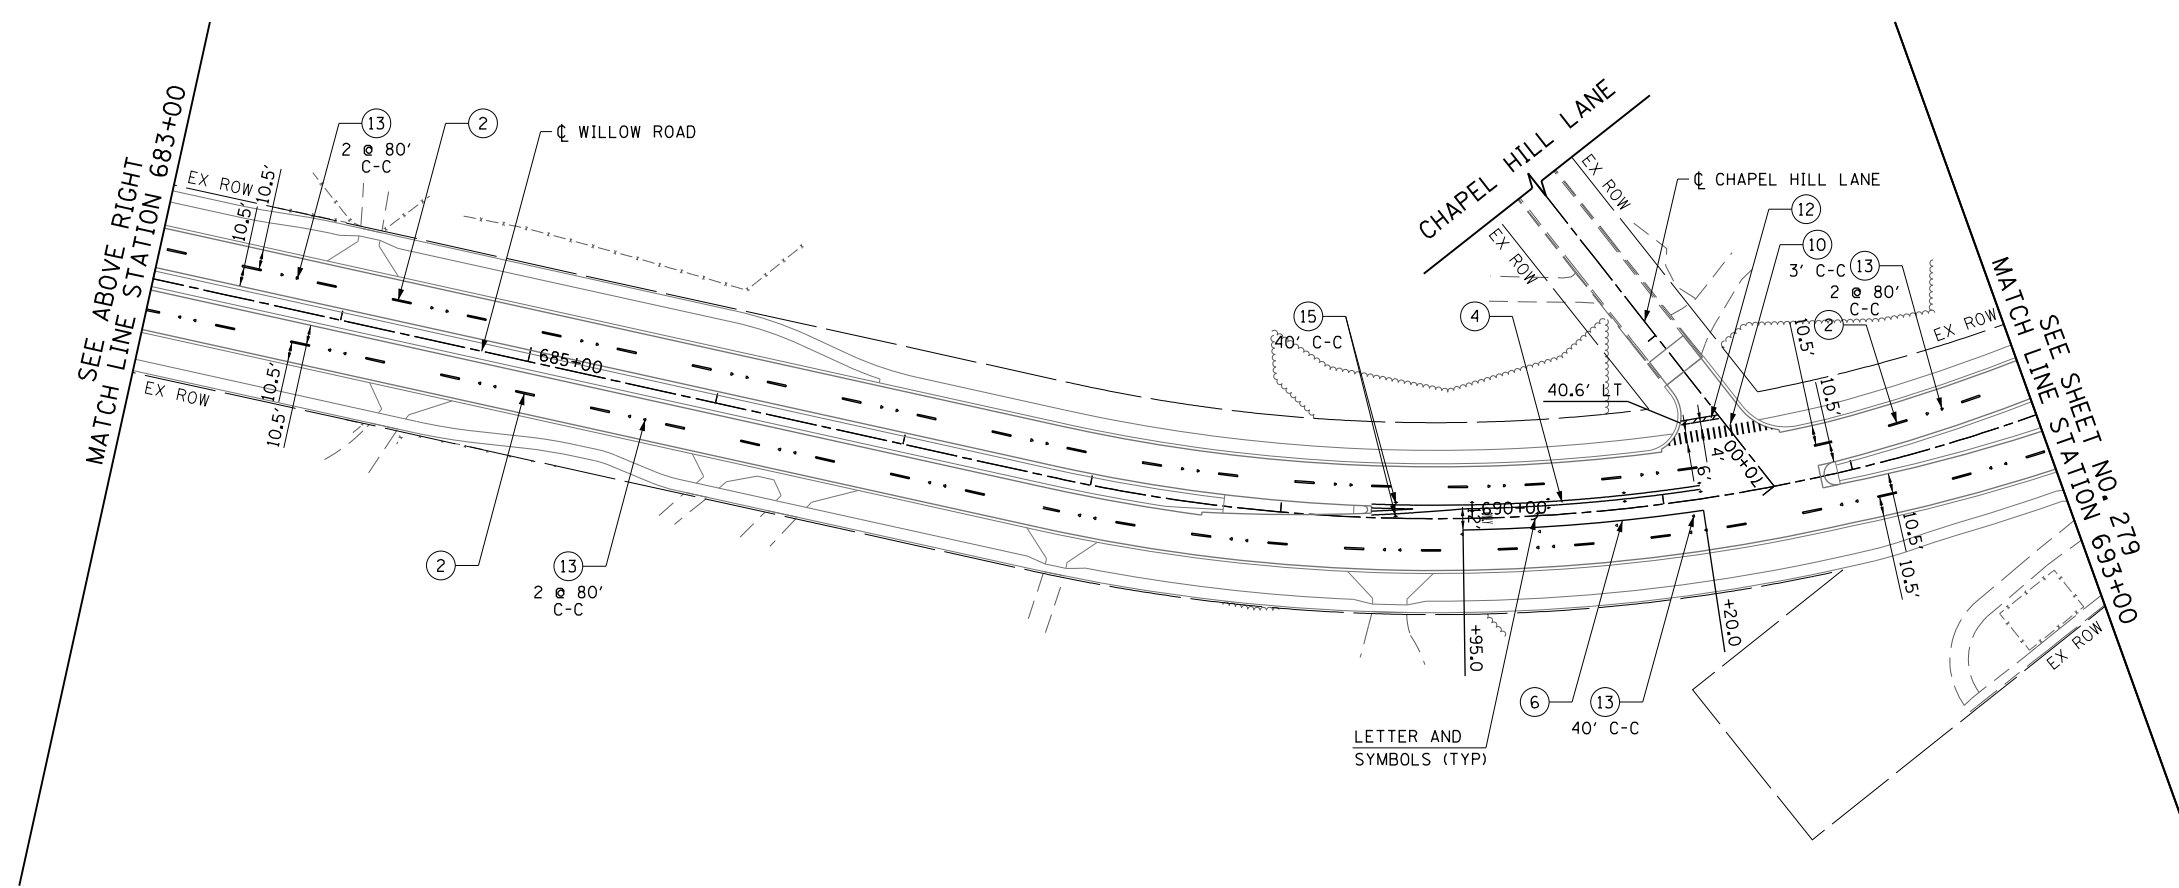 SEE ABOVE RIGHT
MATCH LINE STATION 683+00
EX ROW
10.5'
10.5'
13
2 @ 80'
C-C
2
℄ WILLOW ROAD
10.5'
10.5'
EX ROW
685+00
2
13
2 @ 80'
C-C
CHAPEL HILL LANE
EX ROW
EX ROW
℄ CHAPEL HILL LANE
12
10
3' C-C
13
2 @ 80'
C-C
2
15
40' C-C
4
40.6' LT
10.5'
10.5'
EX ROW
4'
6'
10+00
690+00
12'
+95.0
+20.0
10.5'
10.5'
6
13
40' C-C
LETTER AND
SYMBOLS (TYP)
EX ROW
SEE SHEET NO. 279
MATCH LINE STATION 693+00